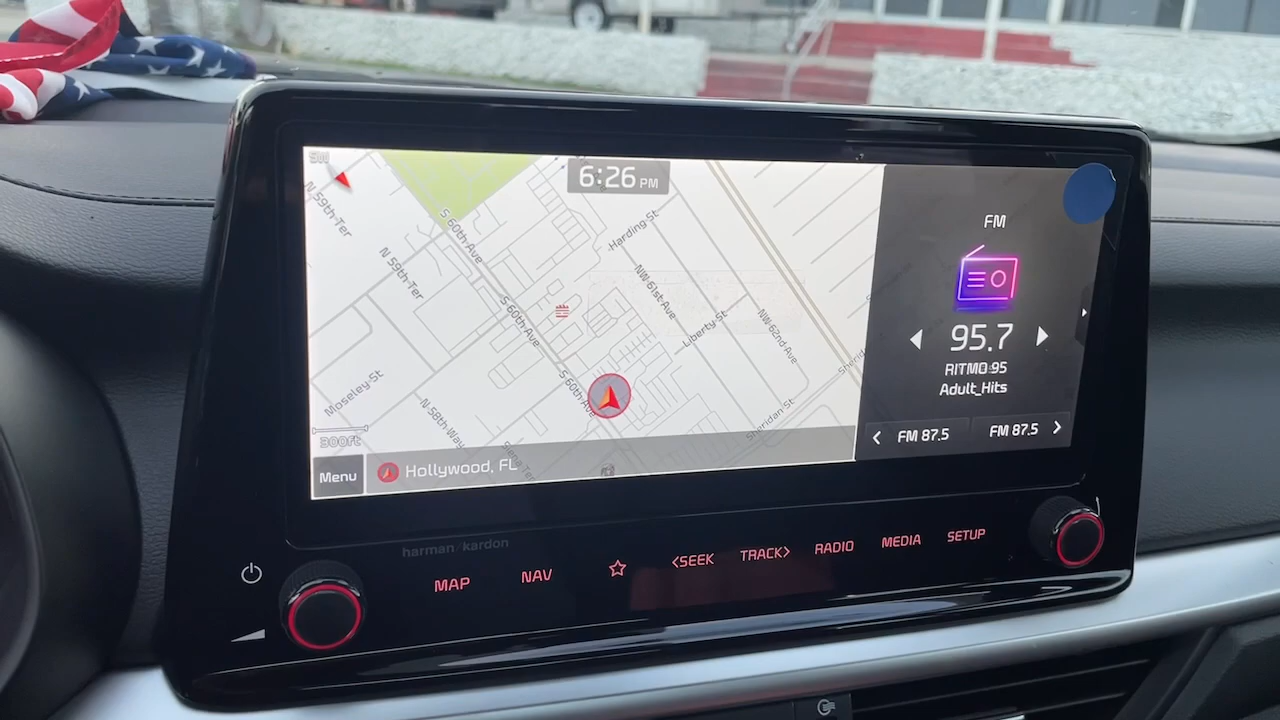 SW
6:26 PM
N 59th Ter
S 60th Ave
N 59th Ter
Harding St
NW 61st Ave
S 60th Ave
Liberty St
NW 62nd Ave
S 60th Ave
Moseley St
N 58th Way
Sheridan St
300ft
Menu
Hollywood, FL
FM
95.7
RITMO 95
Adult_Hits
FM 87.5
FM 87.5
harman/kardon
MAP
NAV
<SEEK
TRACK>
RADIO
MEDIA
SETUP